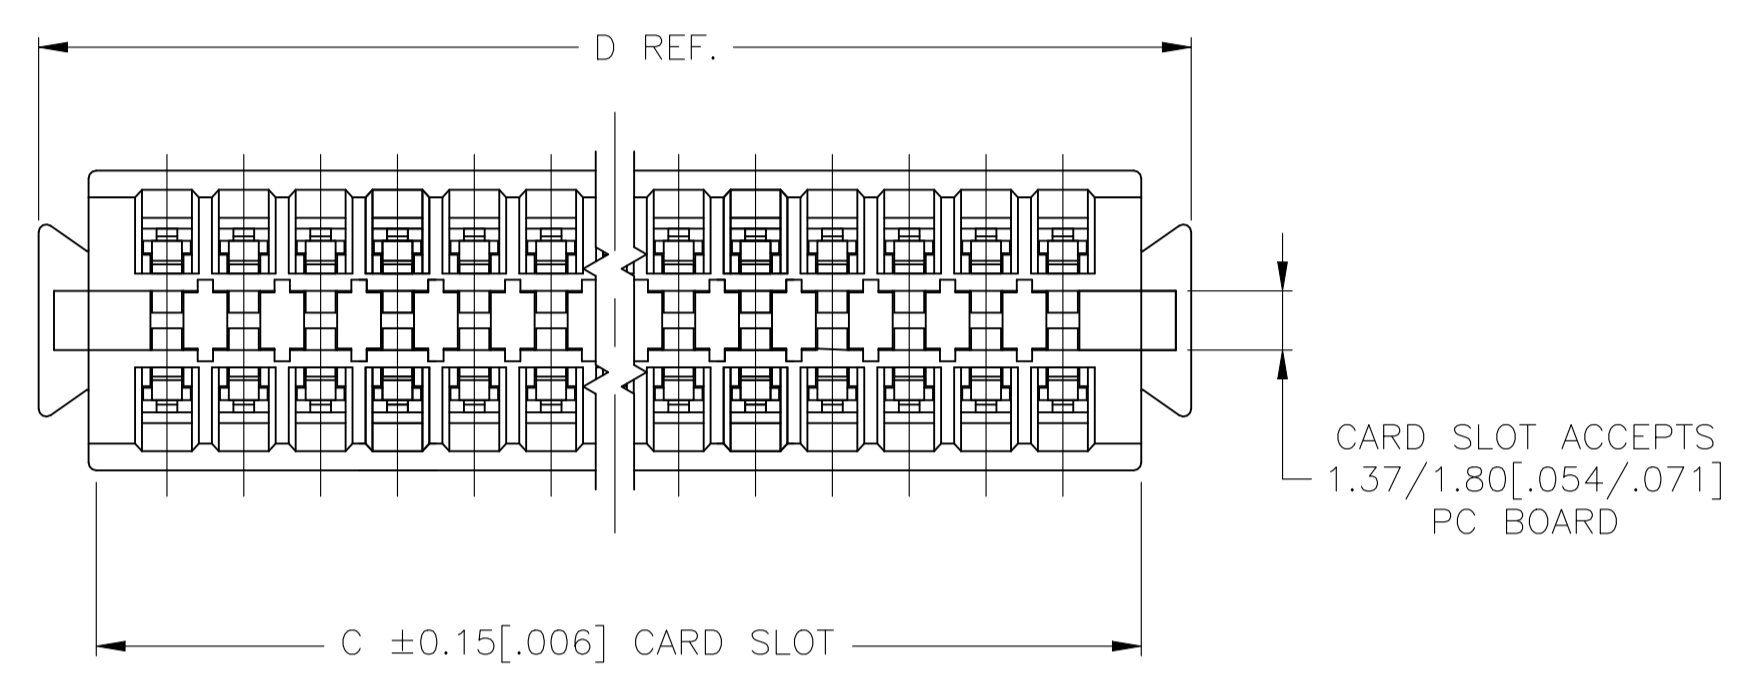 D REF.
CARD SLOT ACCEPTS
1.37/1.80[.054/.071]
PC BOARD
C ±0.15[.006] CARD SLOT